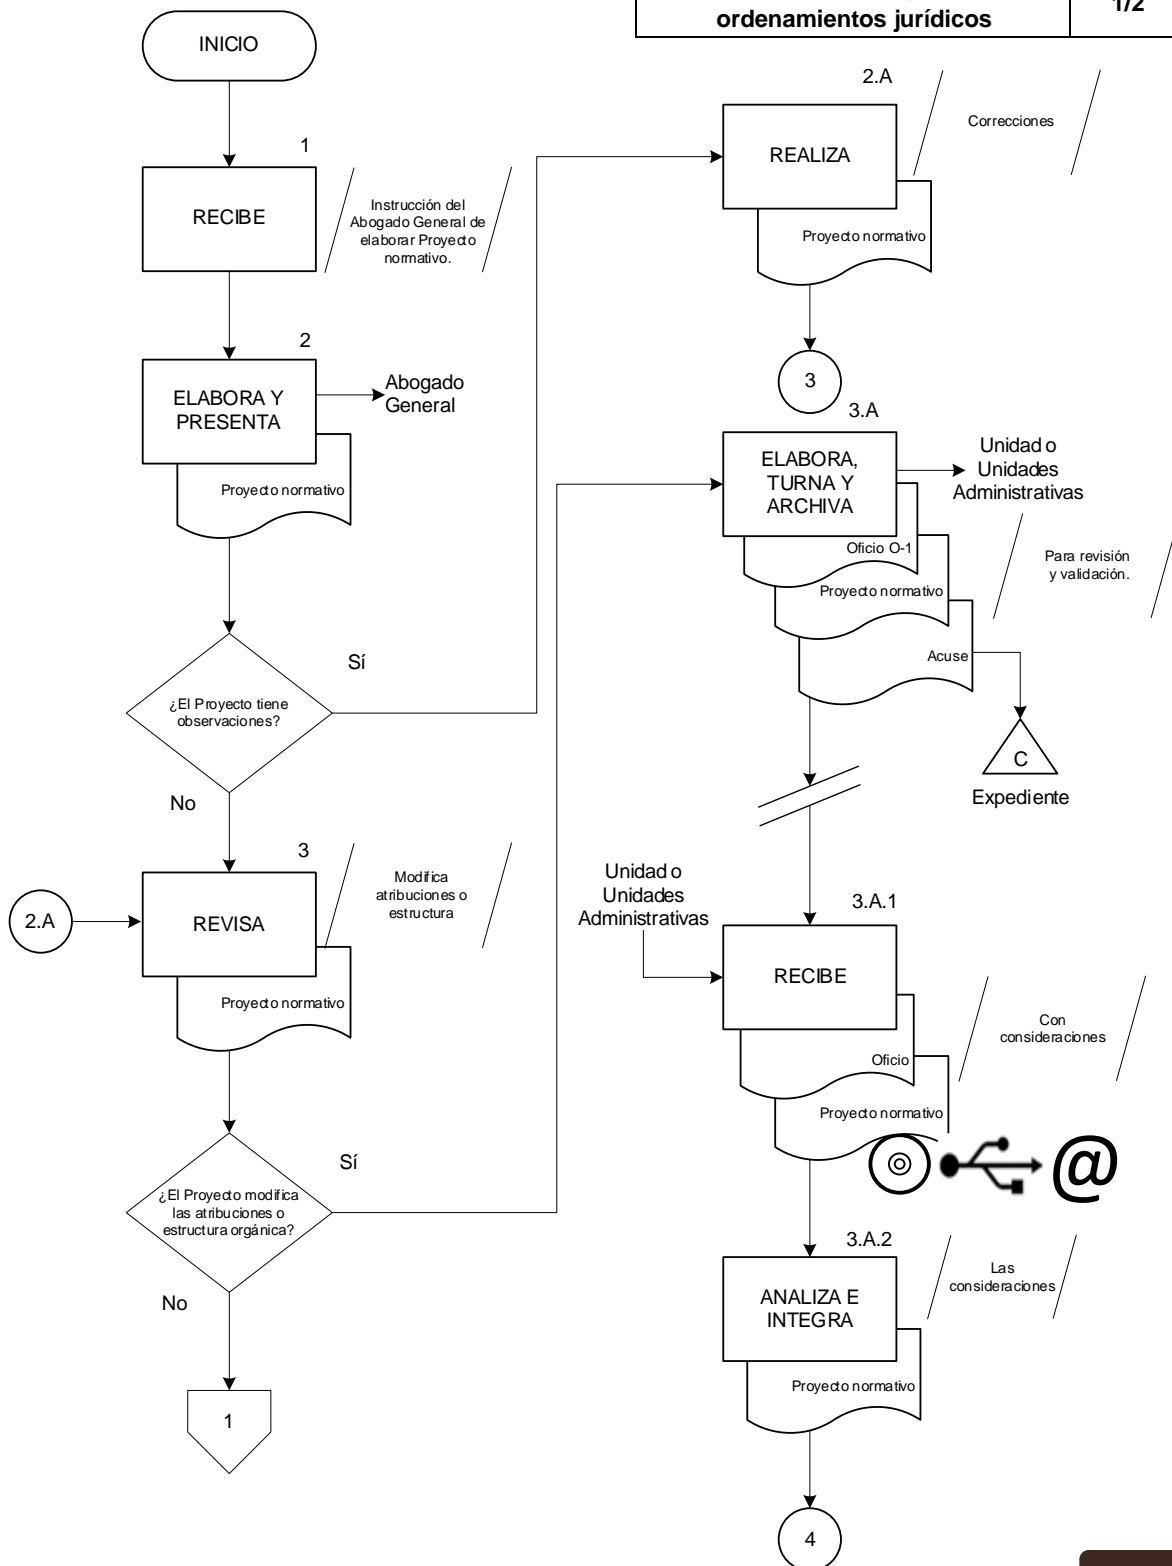 ordenamientos jurídicos
1/2
INICIO
1
RECIBE
Instrucción del
Abogado General de
elaborar Proyecto
normativo.
2
ELABORA Y
PRESENTA
Abogado
General
Proyecto normativo
Sí
¿El Proyecto tiene
observaciones?
No
3
Modifica
atribuciones o
estructura
2.A
REVISA
Proyecto normativo
Sí
¿El Proyecto modifica
las atribuciones o
estructura orgánica?
No
1
2.A
Correcciones
REALIZA
Proyecto normativo
3
3.A
ELABORA,
TURNA Y
ARCHIVA
Unidad o
Unidades
Administrativas
Oficio O-1
Para revisión
y validación.
Proyecto normativo
Acuse
C
Expediente
Unidad o
Unidades
Administrativas
3.A.1
RECIBE
Con
consideraciones
Oficio
Proyecto normativo
@
3.A.2
Las
consideraciones
ANALIZA E
INTEGRA
Proyecto normativo
4